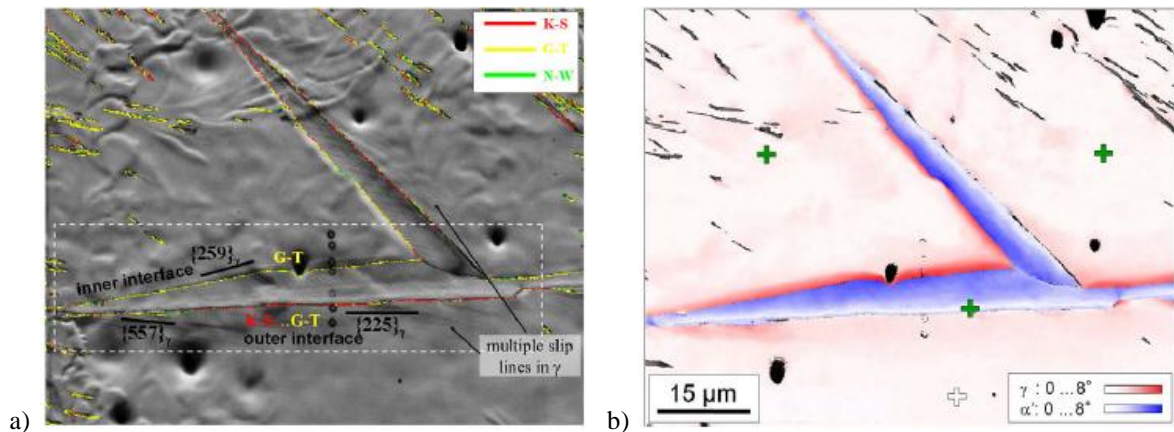 K-S
G-T
N-W
{259}γ
inner interface
G-T
{557}γ
K-S...G-T
outer interface
{225}γ
multiple slip
lines in γ
a)
15 µm
γ : 0 ...8°
α': 0 ...8°
b)